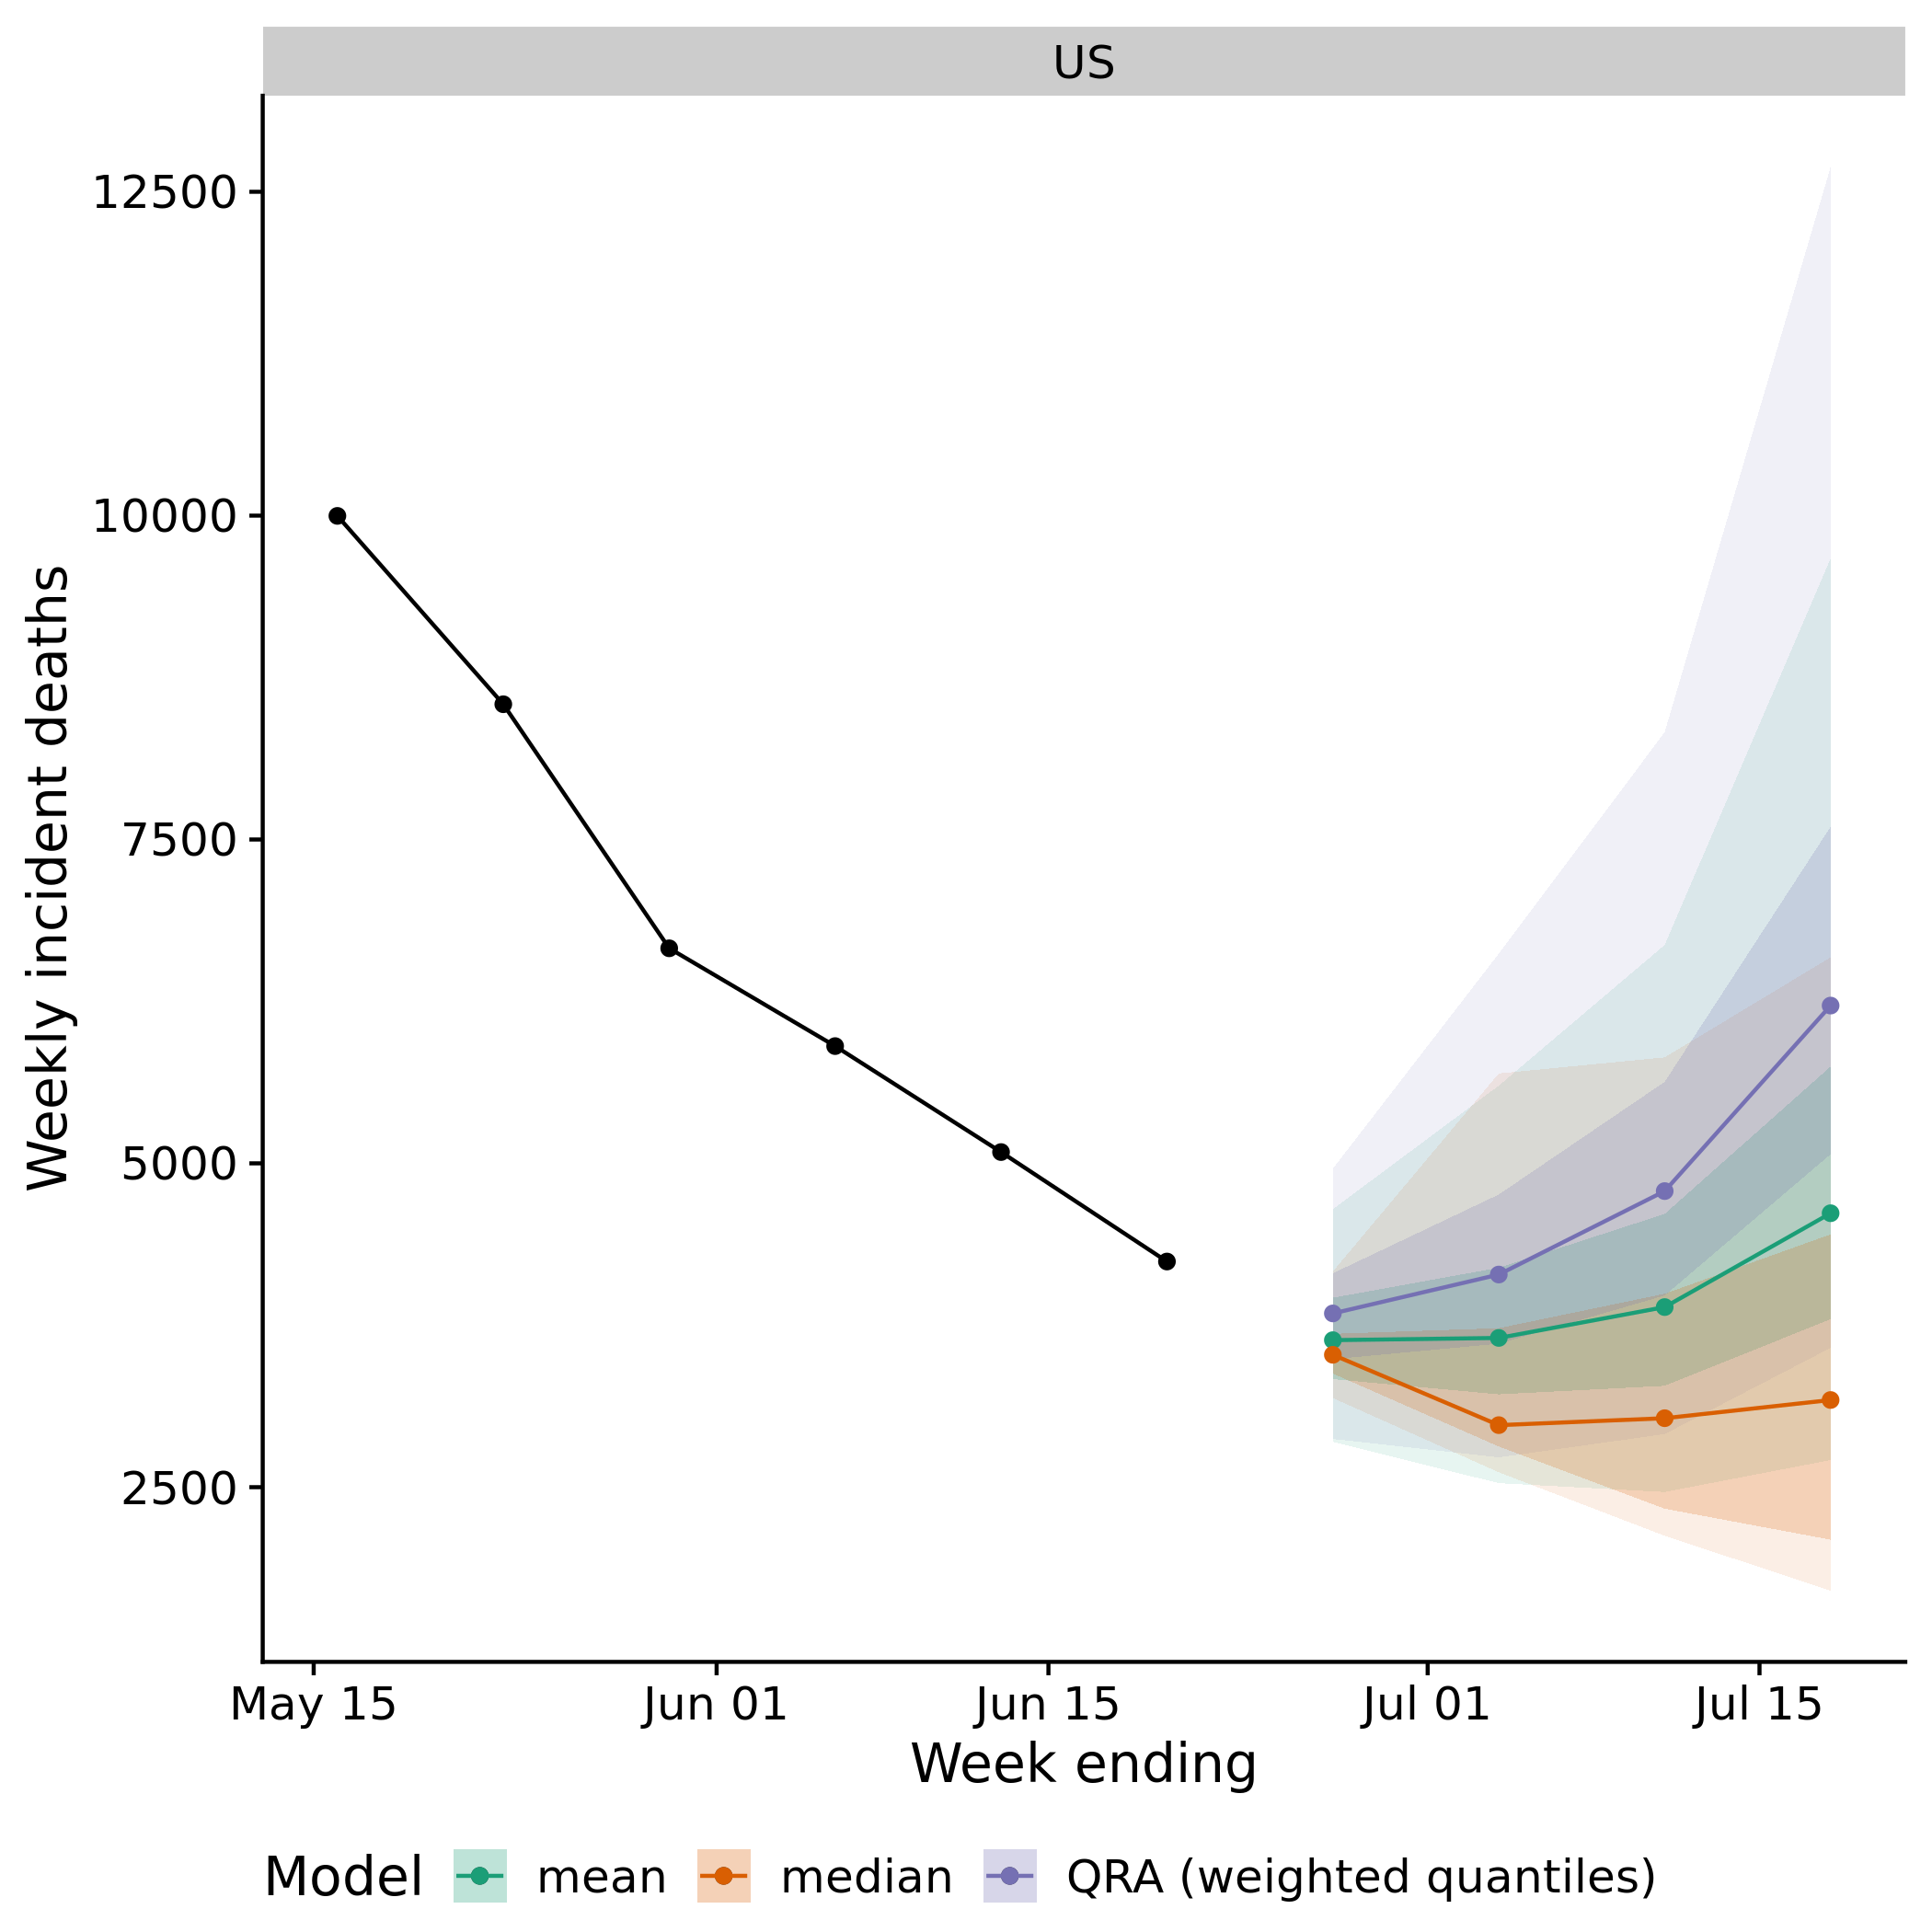 US
Weekly incident deaths
12500
10000
7500
5000
2500
May 15 Jun 01 Jun 15 Jul 01 Jul 15
Week ending
Model mean median QRA (weighted quantiles)